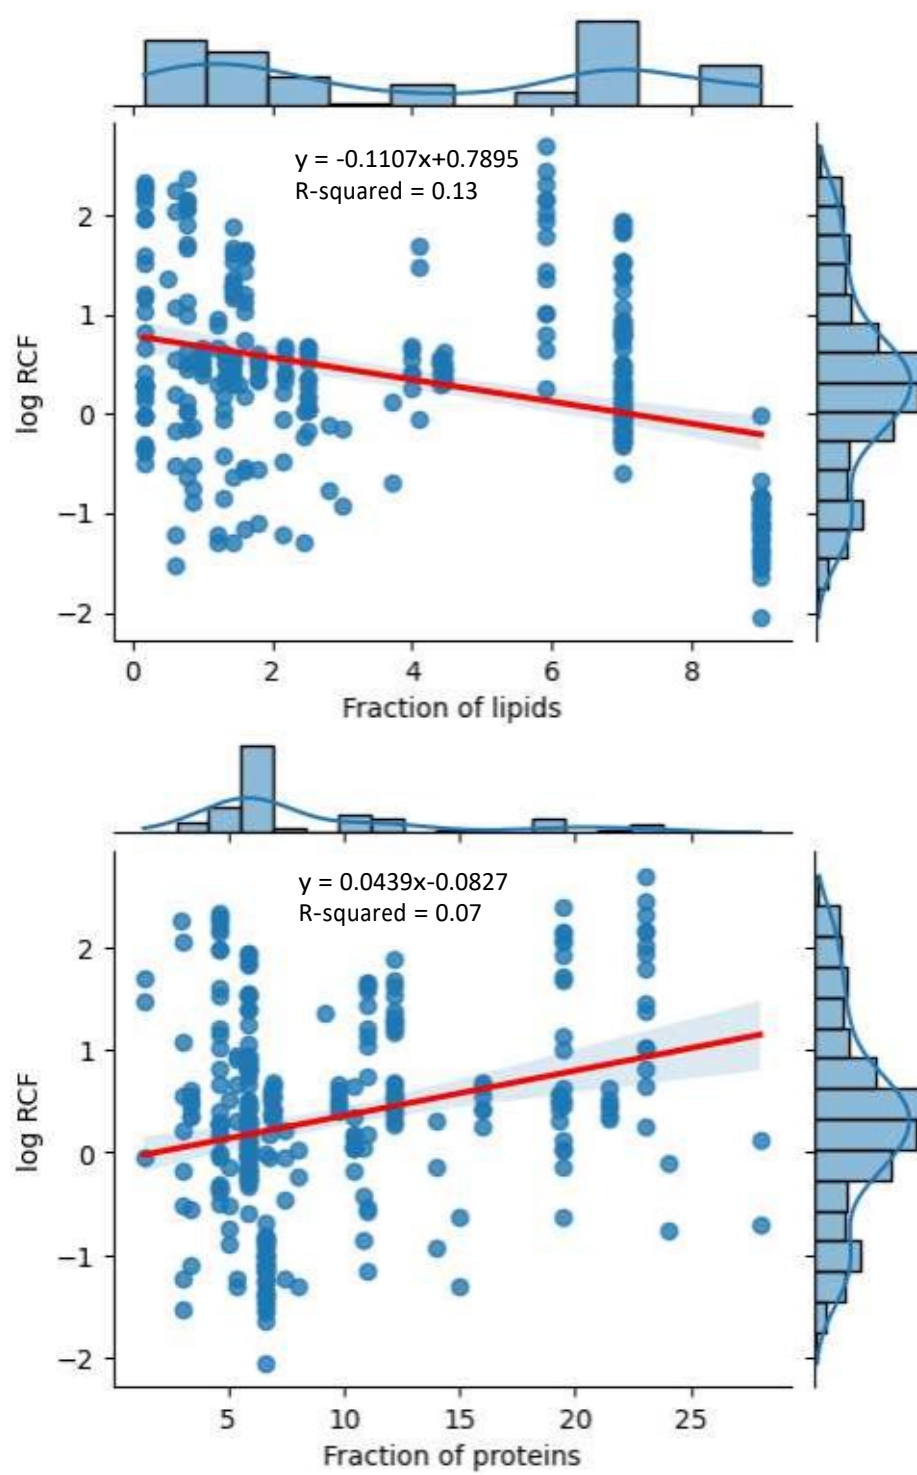 y = -0.1107x+0.7895
R-squared = 0.13
2
1
0
−1
−2
log RCF
0 2 4 6 8
Fraction of lipids
y = 0.0439x-0.0827
R-squared = 0.07
2
1
0
−1
−2
log RCF
5 10 15 20 25
Fraction of proteins